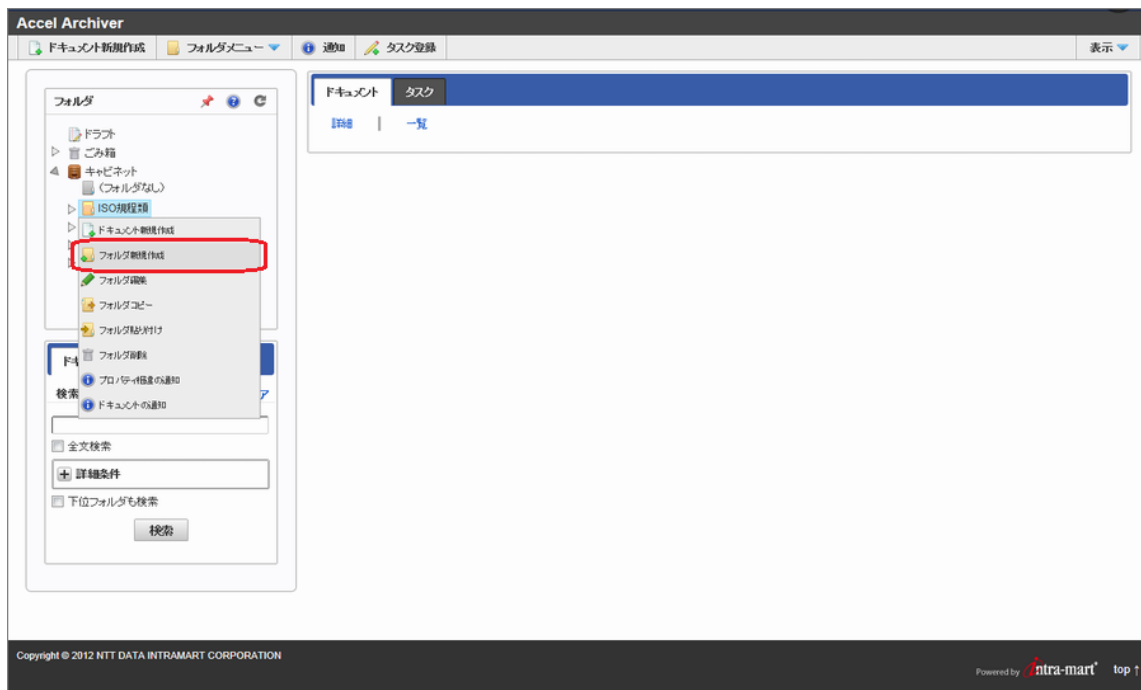 Accel Archiver
ドキュメント新規作成 フォルダメニュー 通知 タスク登録 表示
フォルダ
ドラフト
ごみ箱
キャビネット
(フォルダなし)
ISO規程類
ドキュメント新規作成
フォルダ新規作成
フォルダ編集
フォルダコピー
フォルダ貼り付け
フォルダ削除
プロパティ権限の通知
ドキュメントの通知
検索
全文検索
詳細条件
下位フォルダも検索
検索
ドキュメント タスク
詳細 | 一覧
Copyright © 2012 NTT DATA INTRAMART CORPORATION
Powered by intra-mart top ↑